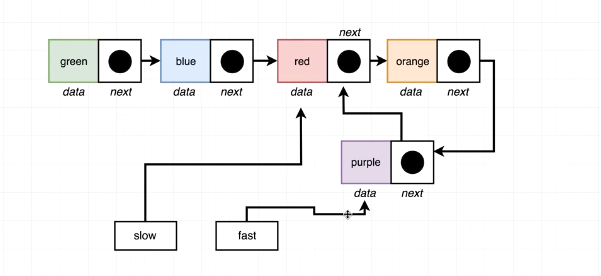 next
green
blue
red
orange
data
next
data
next
data
data
next
purple
data
next
slow
fast